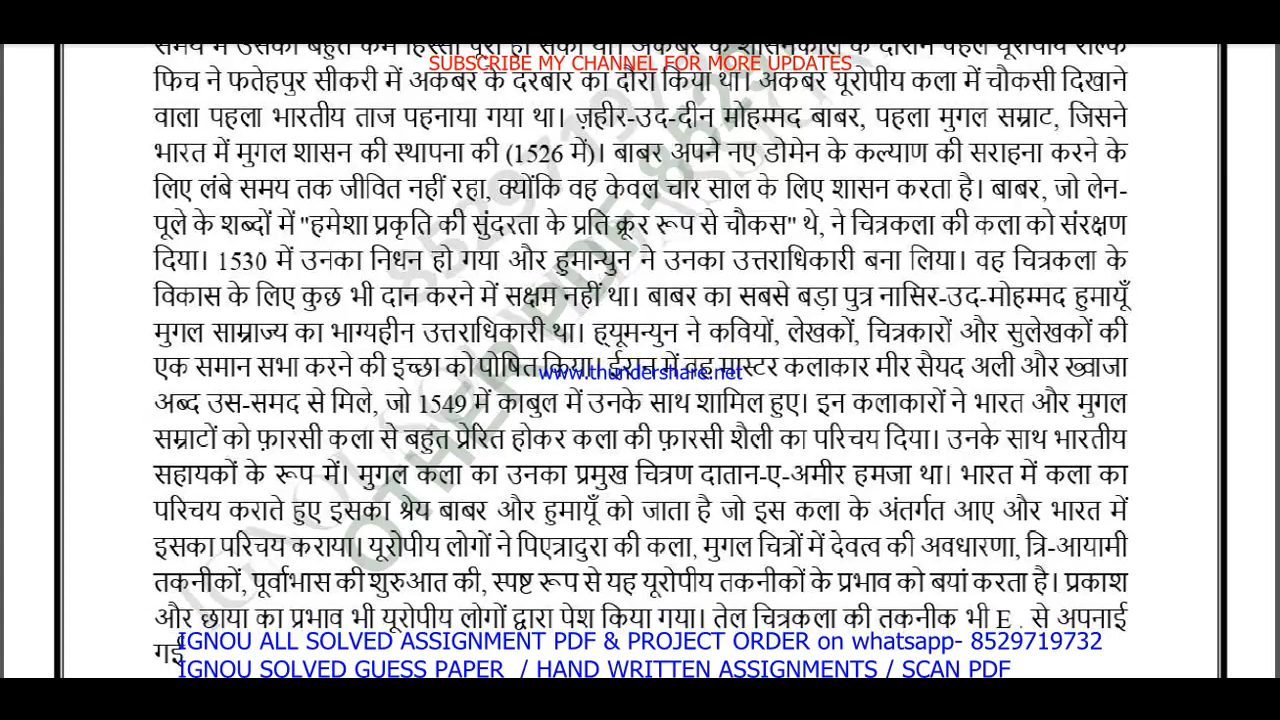 समय में उसका बहुत कम हिस्सा पूरा हो सका था। अकबर के शासनकाल के दौरान पहले यूरोपीय राल्फ
SUBSCRIBE MY CHANNEL FOR MORE UPDATES
फिच ने फतेहपुर सीकरी में अकबर के दरबार का दौरा किया था। अकबर यूरोपीय कला में चौकसी दिखाने
वाला पहला भारतीय ताज पहनाया गया था। ज़हीर-उद-दीन मोहम्मद बाबर, पहला मुगल सम्राट, जिसने
भारत में मुगल शासन की स्थापना की (1526 में)। बाबर अपने नए डोमेन के कल्याण की सराहना करने के
लिए लंबे समय तक जीवित नहीं रहा, क्योंकि वह केवल चार साल के लिए शासन करता है। बाबर, जो लेन-
पूले के शब्दों में "हमेशा प्रकृति की सुंदरता के प्रति क्रूर रूप से चौकस" थे, ने चित्रकला की कला को संरक्षण
दिया। 1530 में उनका निधन हो गया और हुमान्युन ने उनका उत्तराधिकारी बना लिया। वह चित्रकला के
विकास के लिए कुछ भी दान करने में सक्षम नहीं था। बाबर का सबसे बड़ा पुत्र नासिर-उद-मोहम्मद हुमायूँ
मुगल साम्राज्य का भाग्यहीन उत्तराधिकारी था। ह्यूमन्युन ने कवियों, लेखकों, चित्रकारों और सुलेखकों की
एक समान सभा करने की इच्छा को पोषित किया। ईरान में वह मास्टर कलाकार मीर सैयद अली और ख्वाजा
www.thundershare.net
अब्द उस-समद से मिले, जो 1549 में काबुल में उनके साथ शामिल हुए। इन कलाकारों ने भारत और मुगल
सम्राटों को फ़ारसी कला से बहुत प्रेरित होकर कला की फ़ारसी शैली का परिचय दिया। उनके साथ भारतीय
सहायकों के रूप में। मुगल कला का उनका प्रमुख चित्रण दातान-ए-अमीर हमजा था। भारत में कला का
परिचय कराते हुए इसका श्रेय बाबर और हुमायूँ को जाता है जो इस कला के अंतर्गत आए और भारत में
इसका परिचय कराया। यूरोपीय लोगों ने पिएत्रादुरा की कला, मुगल चित्रों में देवत्व की अवधारणा, त्रि-आयामी
तकनीकों, पूर्वाभास की शुरुआत की, स्पष्ट रूप से यह यूरोपीय तकनीकों के प्रभाव को बयां करता है। प्रकाश
और छाया का प्रभाव भी यूरोपीय लोगों द्वारा पेश किया गया। तेल चित्रकला की तकनीक भी E . से अपनाई
गई
IGNOU ALL SOLVED ASSIGNMENT PDF & PROJECT ORDER on whatsapp- 8529719732
IGNOU SOLVED GUESS PAPER / HAND WRITTEN ASSIGNMENTS / SCAN PDF